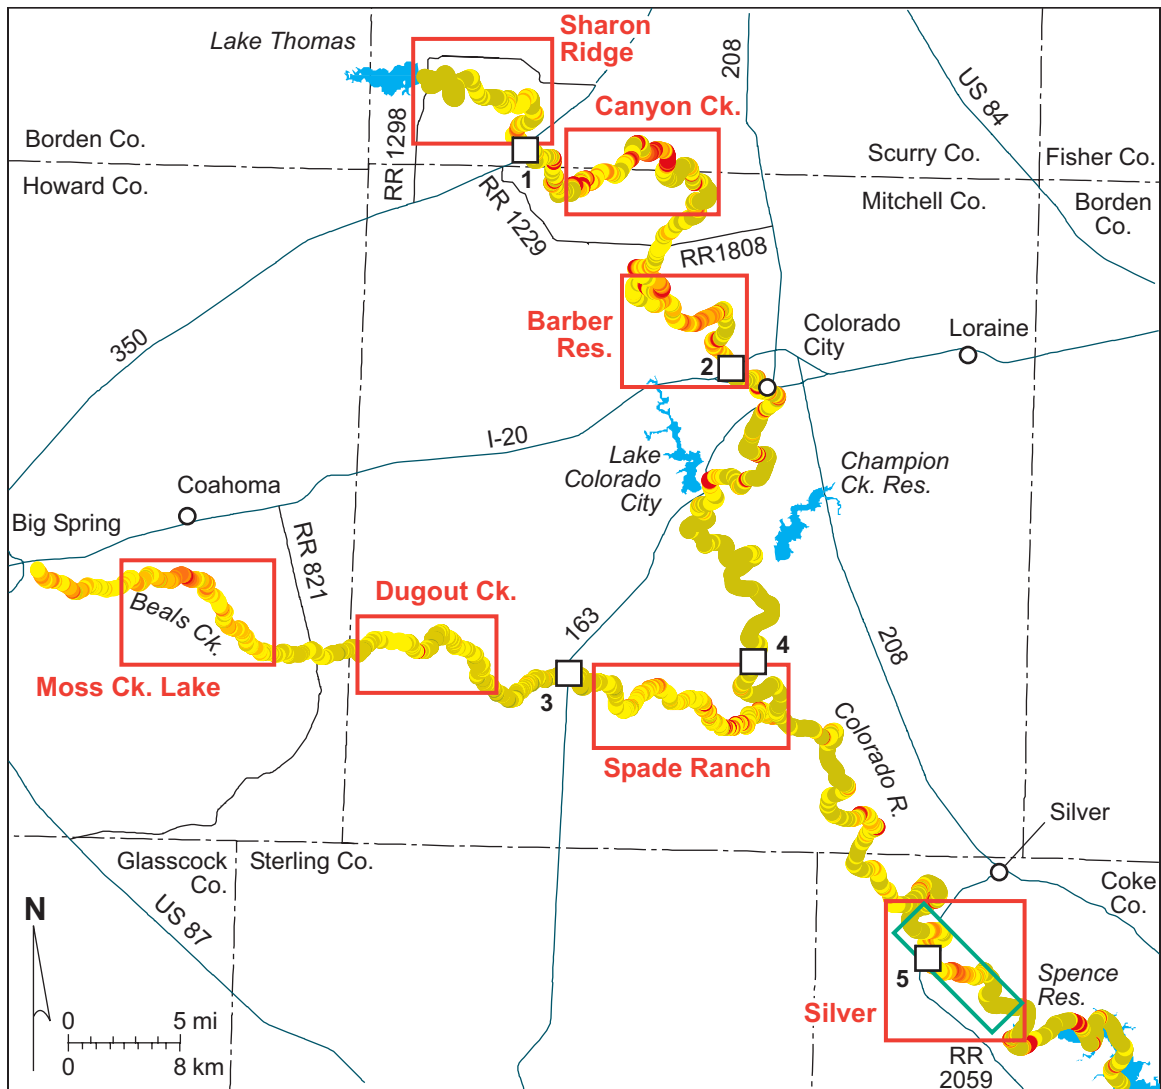 Sharon
Ridge
Lake Thomas
208
US 84
Canyon Ck.
Borden Co.
RR 1298
Scurry Co.
Fisher Co.
Howard Co.
1
RR 1229
Mitchell Co.
Borden
Co.
RR1808
350
Barber
Res.
Colorado
City
Loraine
2
I-20
Lake
Colorado
City
Champion
Ck. Res.
Coahoma
Big Spring
RR 821
Beals Ck.
Dugout Ck.
163
208
4
Moss Ck. Lake
3
Colorado R.
Spade Ranch
Silver
Glasscock
Co.
Sterling Co.
Coke
Co.
US 87
N
5
Spence
Res.
Silver
0
5 mi
0
8 km
RR
2059